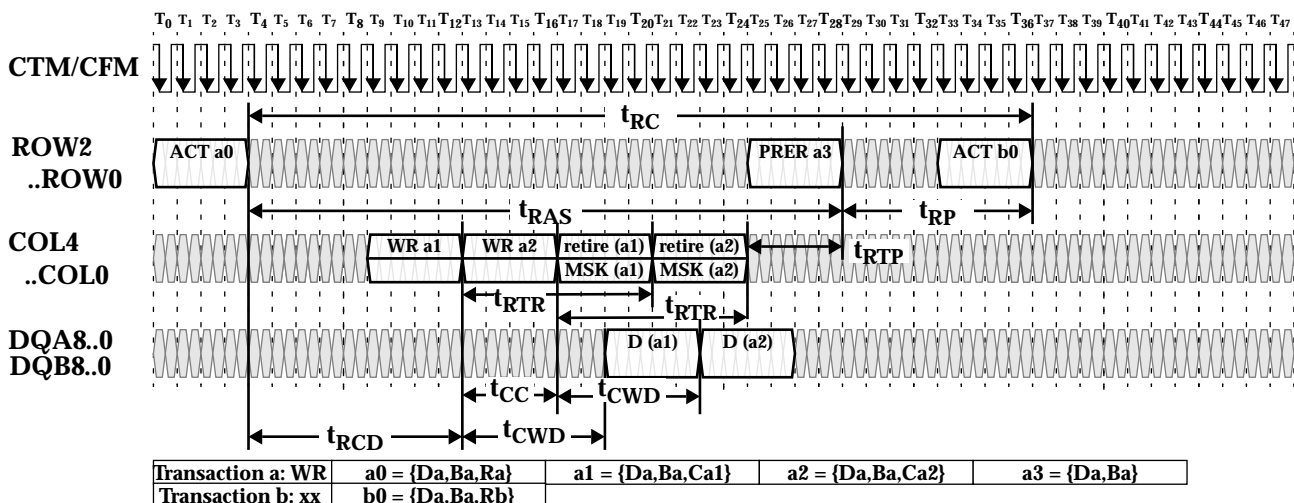 T0 T1 T2 T3 T4 T5 T6 T7 T8 T9 T10 T11 T12 T13 T14 T15 T16 T17 T18 T19 T20 T21 T22 T23 T24 T25 T26 T27 T28 T29 T30 T31 T32 T33 T34 T35 T36 T37 T38 T39 T40 T41 T42 T43 T44 T45 T46 T47
CTM/CFM
tRC
ROW2
..ROW0
ACT a0 PRER a3 ACT b0
tRAS tRP
COL4
..COL0
WR a1 WR a2 retire (a1) retire (a2)
MSK (a1) MSK (a2)
tRTP
tRTR tRTR
DQA8..0
DQB8..0
D (a1) D (a2)
tCC tCWD
tRCD tCWD
Transaction a: WR a0 = {Da,Ba,Ra} a1 = {Da,Ba,Ca1} a2 = {Da,Ba,Ca2} a3 = {Da,Ba}
Transaction b: xx b0 = {Da,Ba,Rb}